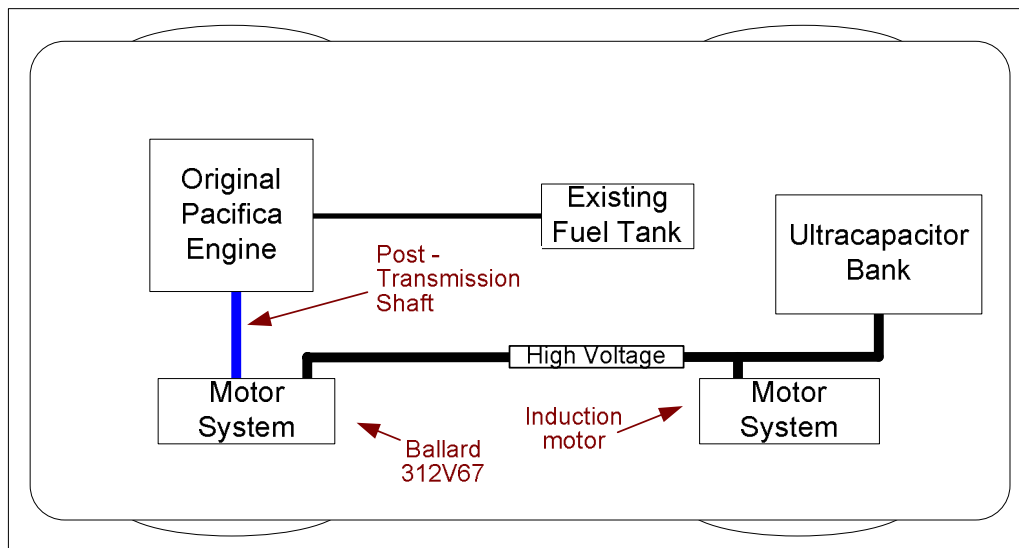 Original
Pacifica
Engine
Existing
Fuel Tank
Ultracapacitor
Bank
Post -
Transmission
Shaft
High Voltage
Motor
System
Motor
System
Induction
motor
Ballard
312V67